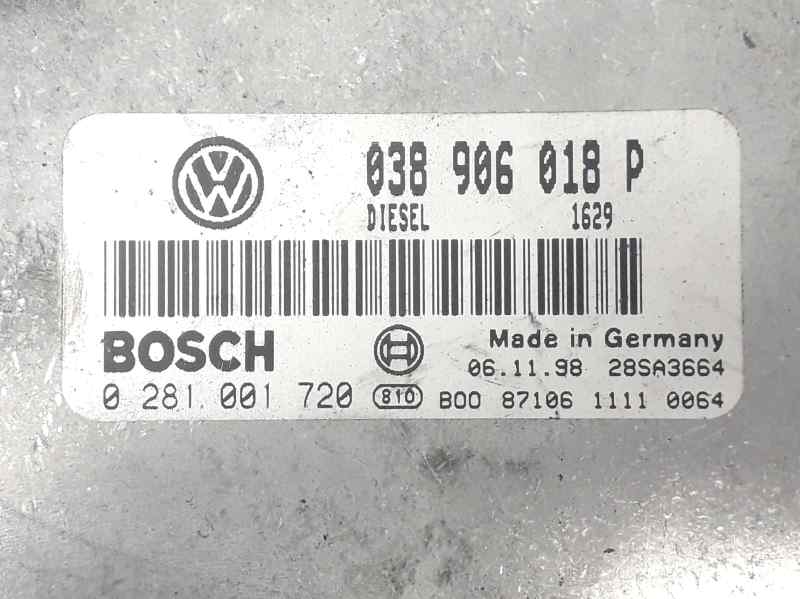 038 906 018 P
DIESEL 1629
BOSCH
Made in Germany
06.11.98 28SA3664
0 281 001 720 810 B00 87106 1111 0064